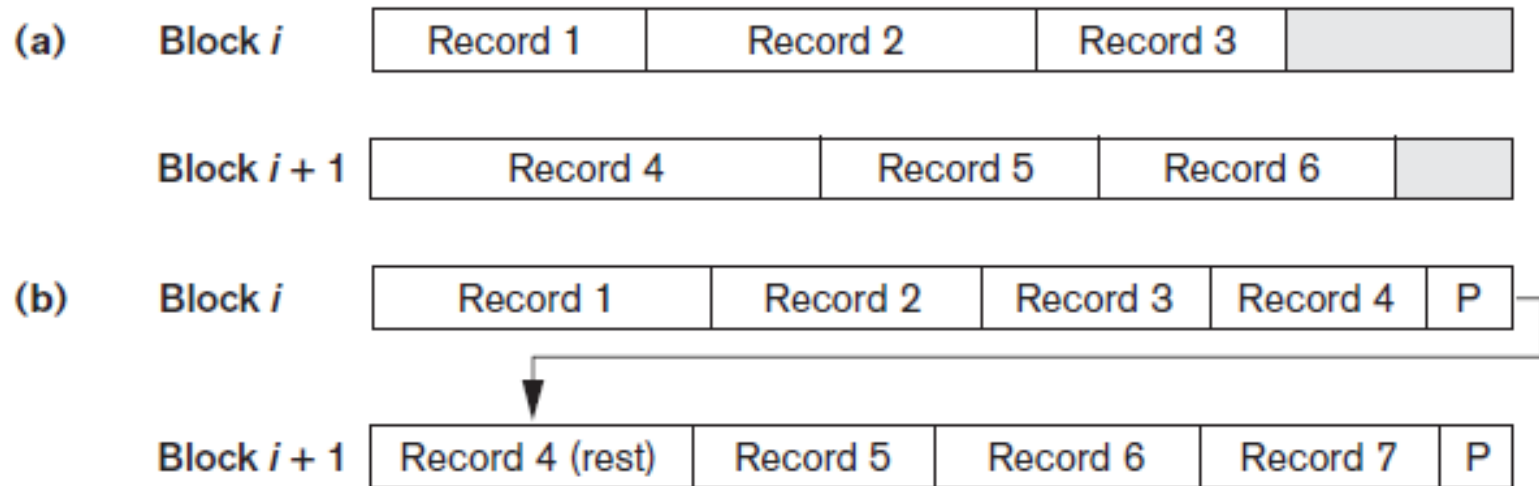 (a) Block i Record 1 Record 2 Record 3
Block i + 1 Record 4 Record 5 Record 6
(b) Block i Record 1 Record 2 Record 3 Record 4 P
Block i + 1 Record 4 (rest) Record 5 Record 6 Record 7 P